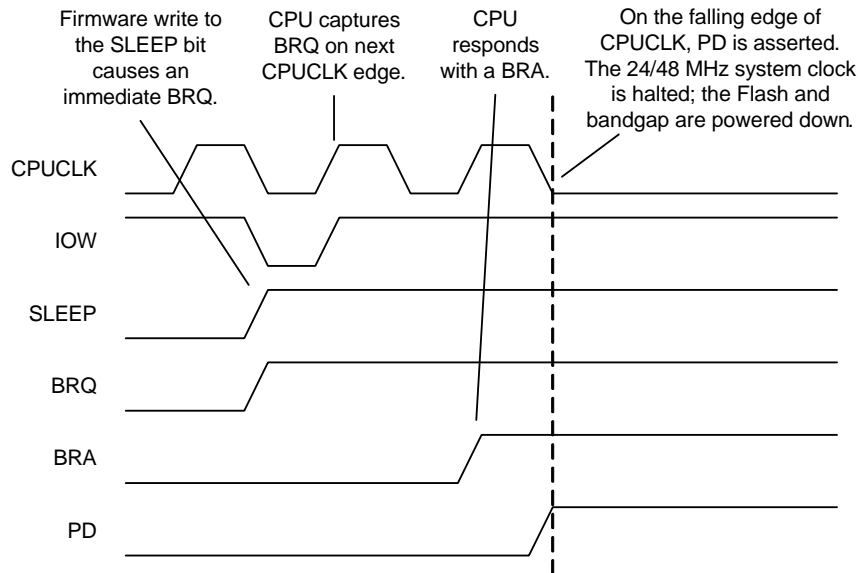 Firmware write to
the SLEEP bit
causes an
immediate BRQ.
CPU captures
BRQ on next
CPUCLK edge.
CPU
responds
with a BRA.
On the falling edge of
CPUCLK, PD is asserted.
The 24/48 MHz system clock
is halted; the Flash and
bandgap are powered down.
CPUCLK
IOW
SLEEP
BRQ
BRA
PD